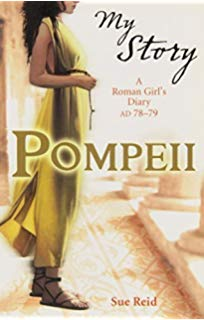 My
Story
A
Roman Girl's
Diary
AD 78–79
POMPEII
Sue Reid